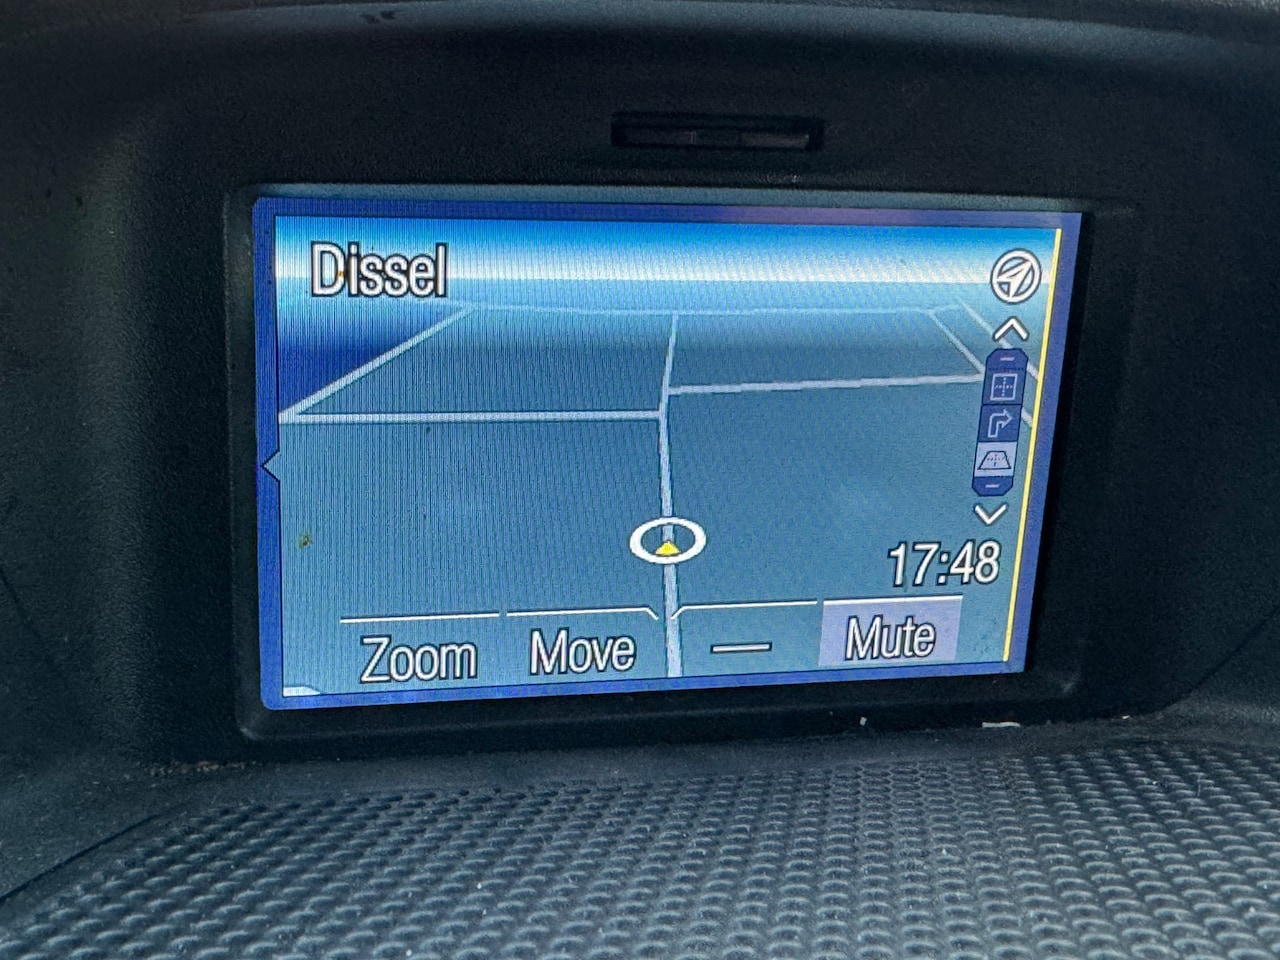 Dissel
17:48
Zoom Move — Mute